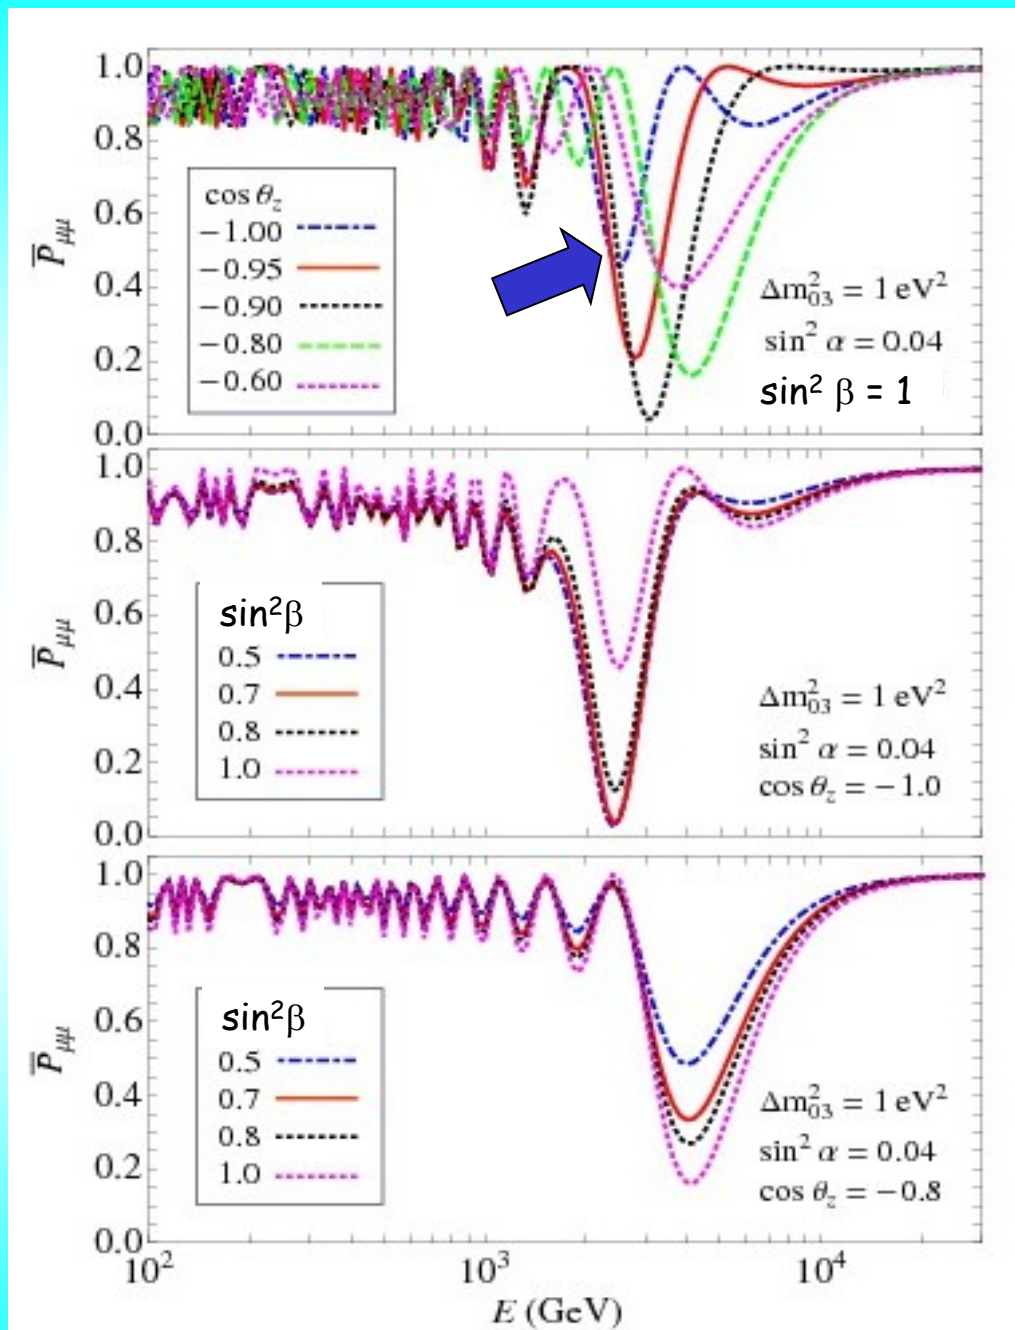 1.0
0.8
0.6
0.4
0.2
0.0
P̅μμ
cos θz
−1.00
−0.95
−0.90
−0.80
−0.60
Δm²₀₃ = 1 eV²
sin² α = 0.04
sin² β = 1
1.0
0.8
0.6
0.4
0.2
0.0
P̅μμ
sin²β
0.5
0.7
0.8
1.0
Δm²₀₃ = 1 eV²
sin² α = 0.04
cos θz = −1.0
1.0
0.8
0.6
0.4
0.2
0.0
P̅μμ
sin²β
0.5
0.7
0.8
1.0
Δm²₀₃ = 1 eV²
sin² α = 0.04
cos θz = −0.8
10² 10³ 10⁴
E (GeV)